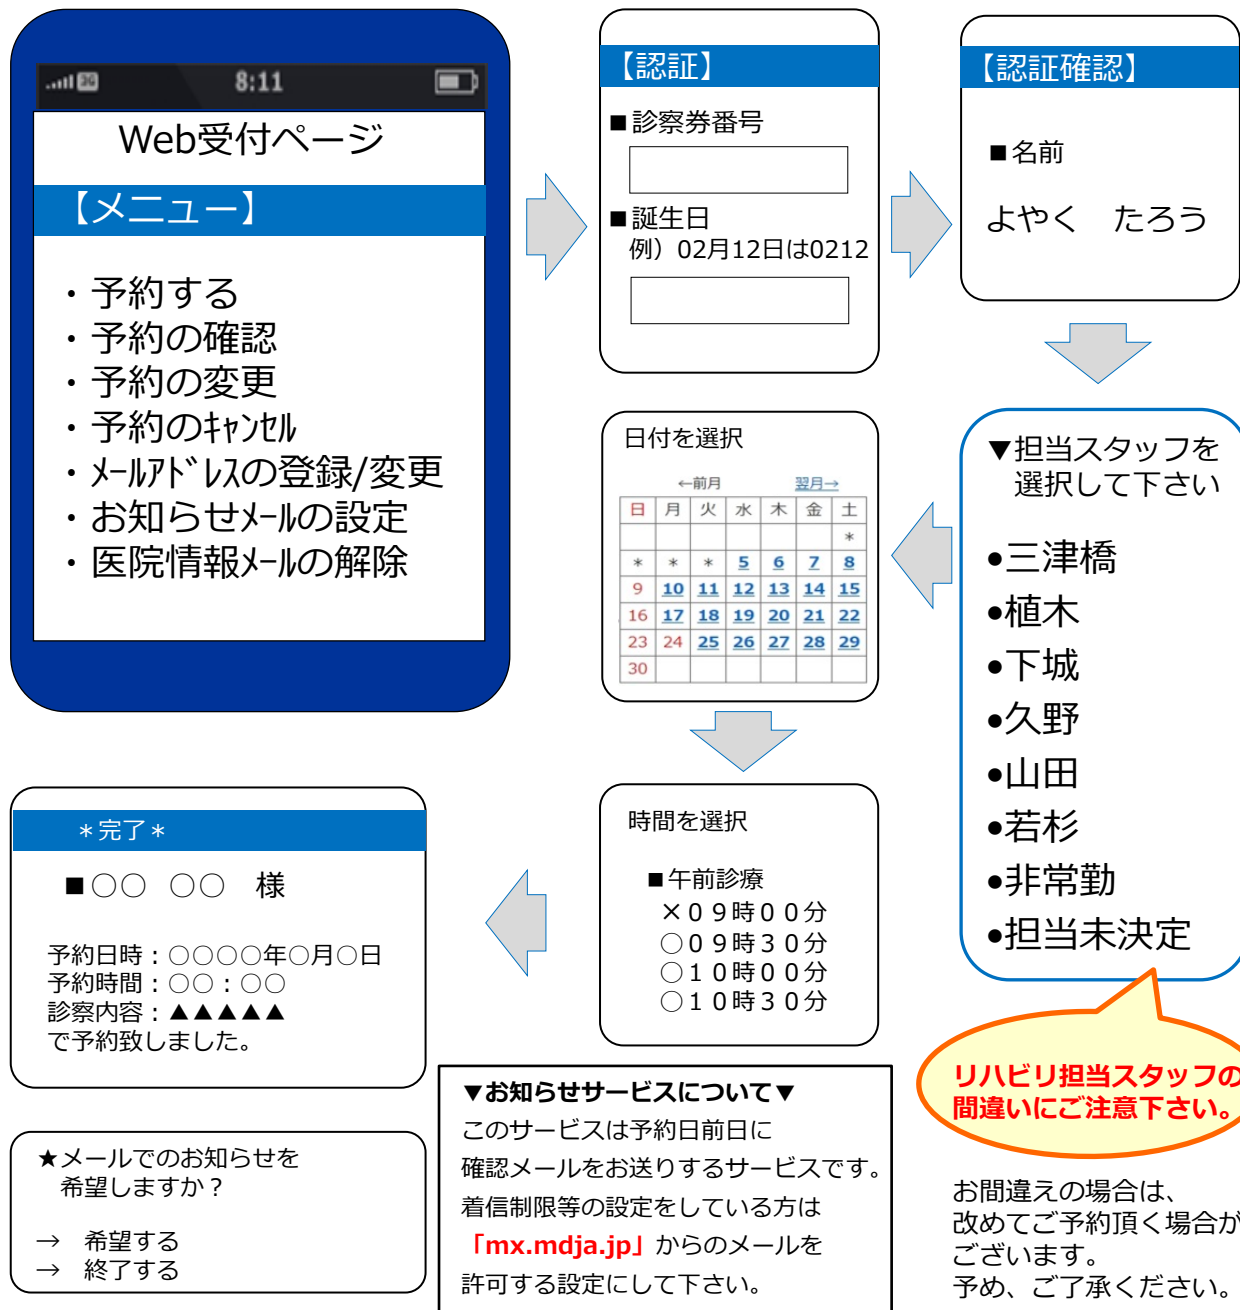 8:11
Web受付ページ
【メニュー】
・予約する
・予約の確認
・予約の変更
・予約のｷｬﾝｾﾙ
・ﾒｰﾙｱﾄﾞﾚｽの登録/変更
・お知らせﾒｰﾙの設定
・医院情報ﾒｰﾙの解除
【認証】
■診察券番号
■誕生日
例）02月12日は0212
【認証確認】
■名前
よやく　たろう
▼担当スタッフを
選択して下さい
●三津橋
●植木
●下城
●久野
●山田
●若杉
●非常勤
●担当未決定
リハビリ担当スタッフの
間違いにご注意下さい。
お間違えの場合は、
改めてご予約頂く場合が
ございます。
予め、ご了承ください。
日付を選択
←前月 翌月→
日 月 火 水 木 金 土
*
* * * 5 6 7 8
9 10 11 12 13 14 15
16 17 18 19 20 21 22
23 24 25 26 27 28 29
30
時間を選択
■午前診療
×０９時００分
○０９時３０分
○１０時００分
○１０時３０分
＊完了＊
■○○　○○　様
予約日時：○○○○年○月○日
予約時間：○○：○○
診察内容：▲▲▲▲▲
で予約致しました。
★メールでのお知らせを
希望しますか？
→　希望する
→　終了する
▼お知らせサービスについて▼
このサービスは予約日前日に
確認メールをお送りするサービスです。
着信制限等の設定をしている方は
「mx.mdja.jp」からのメールを
許可する設定にして下さい。